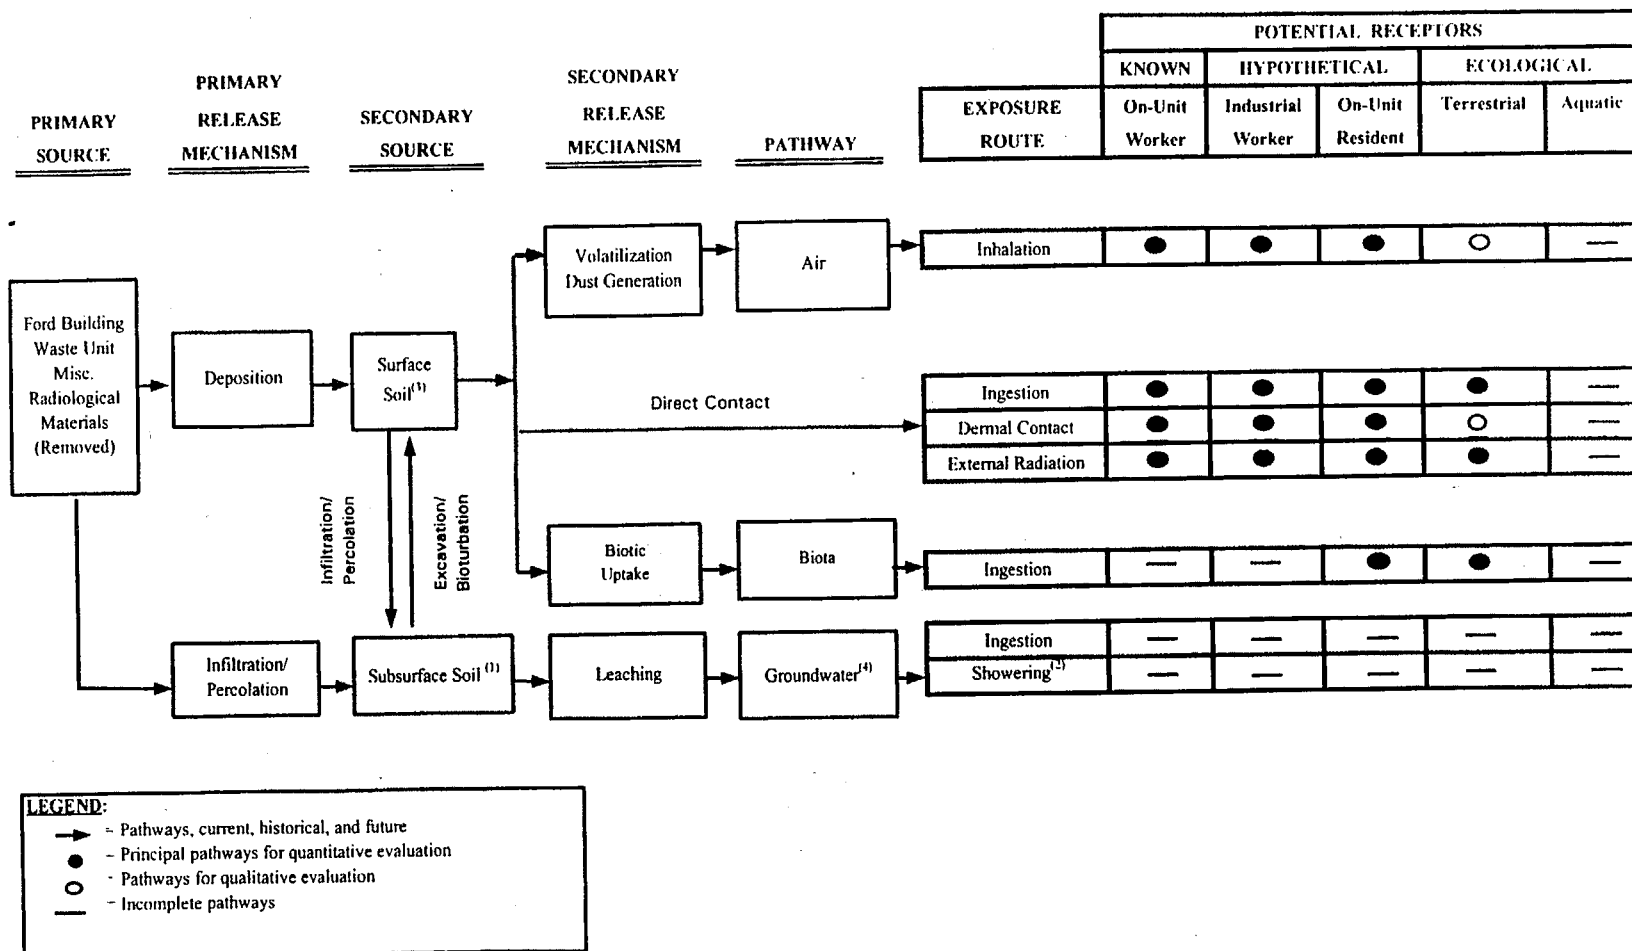 POTENTIAL RECEPTORS
KNOWN HYPOTHETICAL ECOLOGICAL
EXPOSURE ROUTE
On-Unit Worker
Industrial Worker
On-Unit Resident
Terrestrial
Aquatic
PRIMARY
SOURCE
PRIMARY
RELEASE
MECHANISM
SECONDARY
SOURCE
SECONDARY
RELEASE
MECHANISM
PATHWAY
Ford Building
Waste Unit
Misc.
Radiological
Materials
(Removed)
Deposition
Surface
Soil
Volatilization
Dust Generation
Air
Inhalation
Direct Contact
Ingestion
Dermal Contact
External Radiation
Infiltration/
Percolation
Excavation/
Bioturbation
Biotic
Uptake
Biota
Ingestion
Infiltration/
Percolation
Subsurface Soil
Leaching
Groundwater(4)
Ingestion
Showering(2)
LEGEND:
- Pathways, current, historical, and future
- Principal pathways for quantitative evaluation
- Pathways for qualitative evaluation
- Incomplete pathways